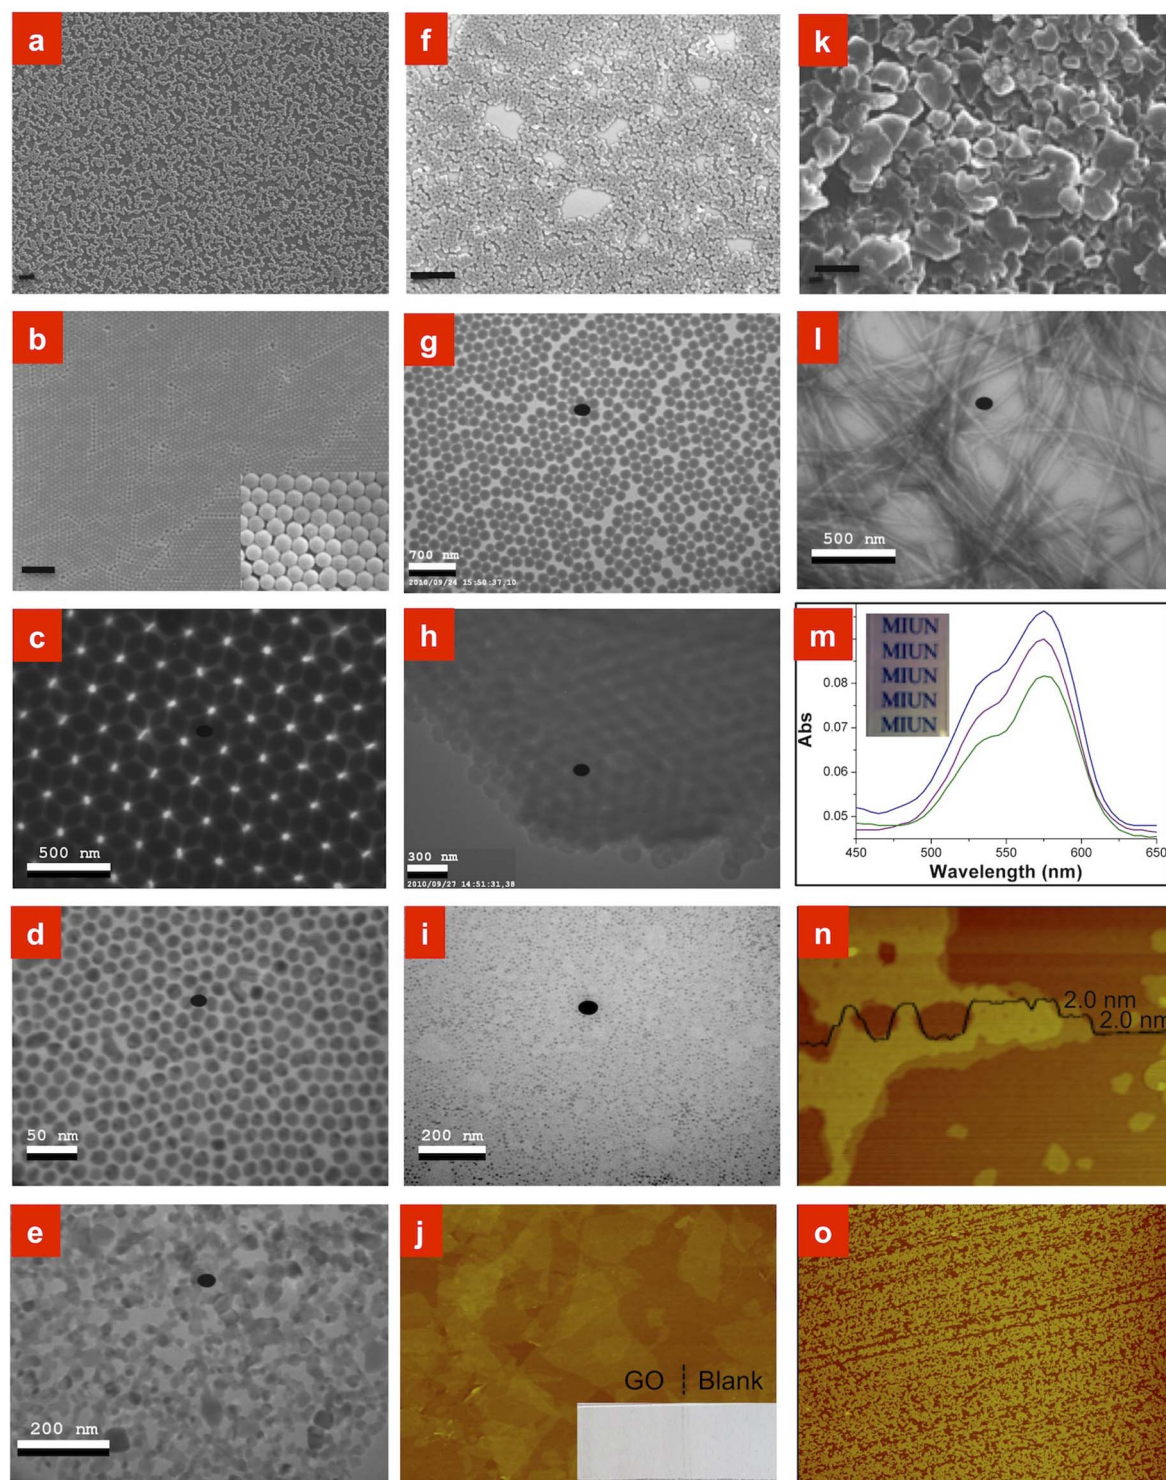 a
f
k
b
g
700 nm
2010/09/24 15:50:37,10
l
500 nm
c
500 nm
h
300 nm
2010/09/27 14:51:31,38
m
MIUN
MIUN
MIUN
MIUN
MIUN
Abs
0.08
0.07
0.06
0.05
450 500 550 600 650
Wavelength (nm)
d
50 nm
i
200 nm
n
2.0 nm
2.0 nm
e
200 nm
j
GO ¦ Blank
o